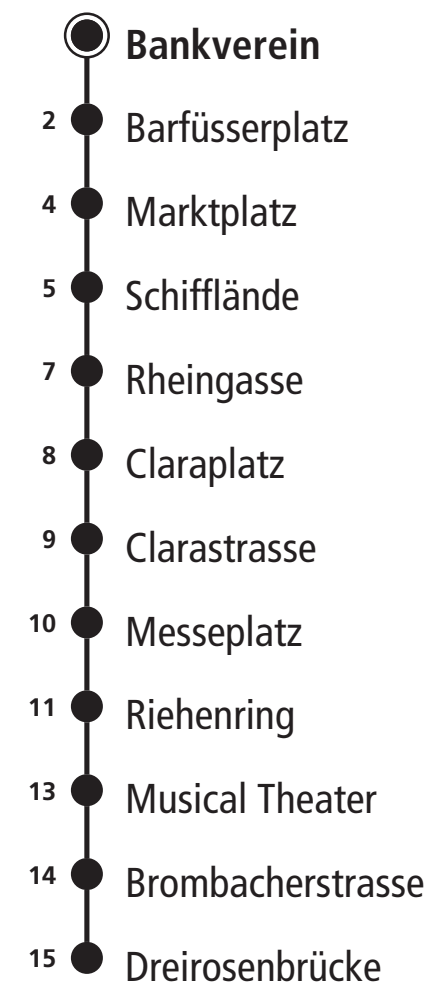 Bankverein
2 Barfüsserplatz
4 Marktplatz
5 Schifflände
7 Rheingasse
8 Claraplatz
9 Clarastrasse
10 Messeplatz
11 Riehenring
13 Musical Theater
14 Brombacherstrasse
15 Dreirosenbrücke